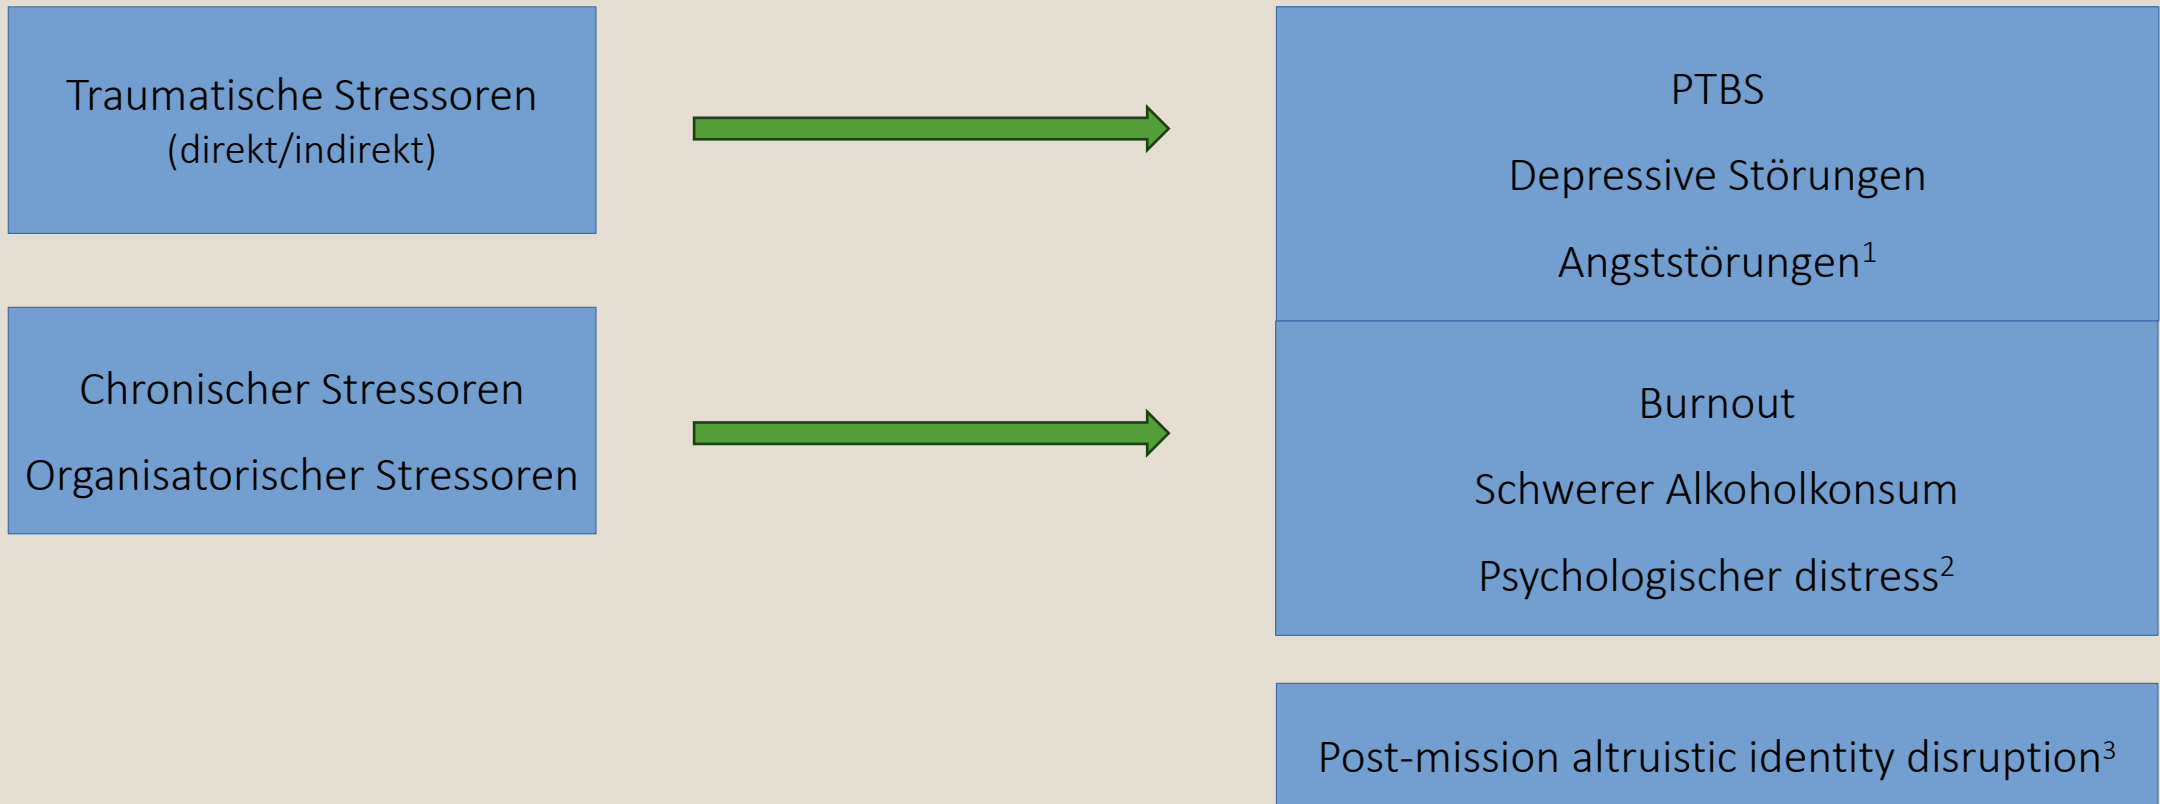 Traumatische Stressoren
(direkt/indirekt)
PTBS
Depressive Störungen
Angststörungen¹
Chronischer Stressoren
Organisatorischer Stressoren
Burnout
Schwerer Alkoholkonsum
Psychologischer distress²
Post-mission altruistic identity disruption³